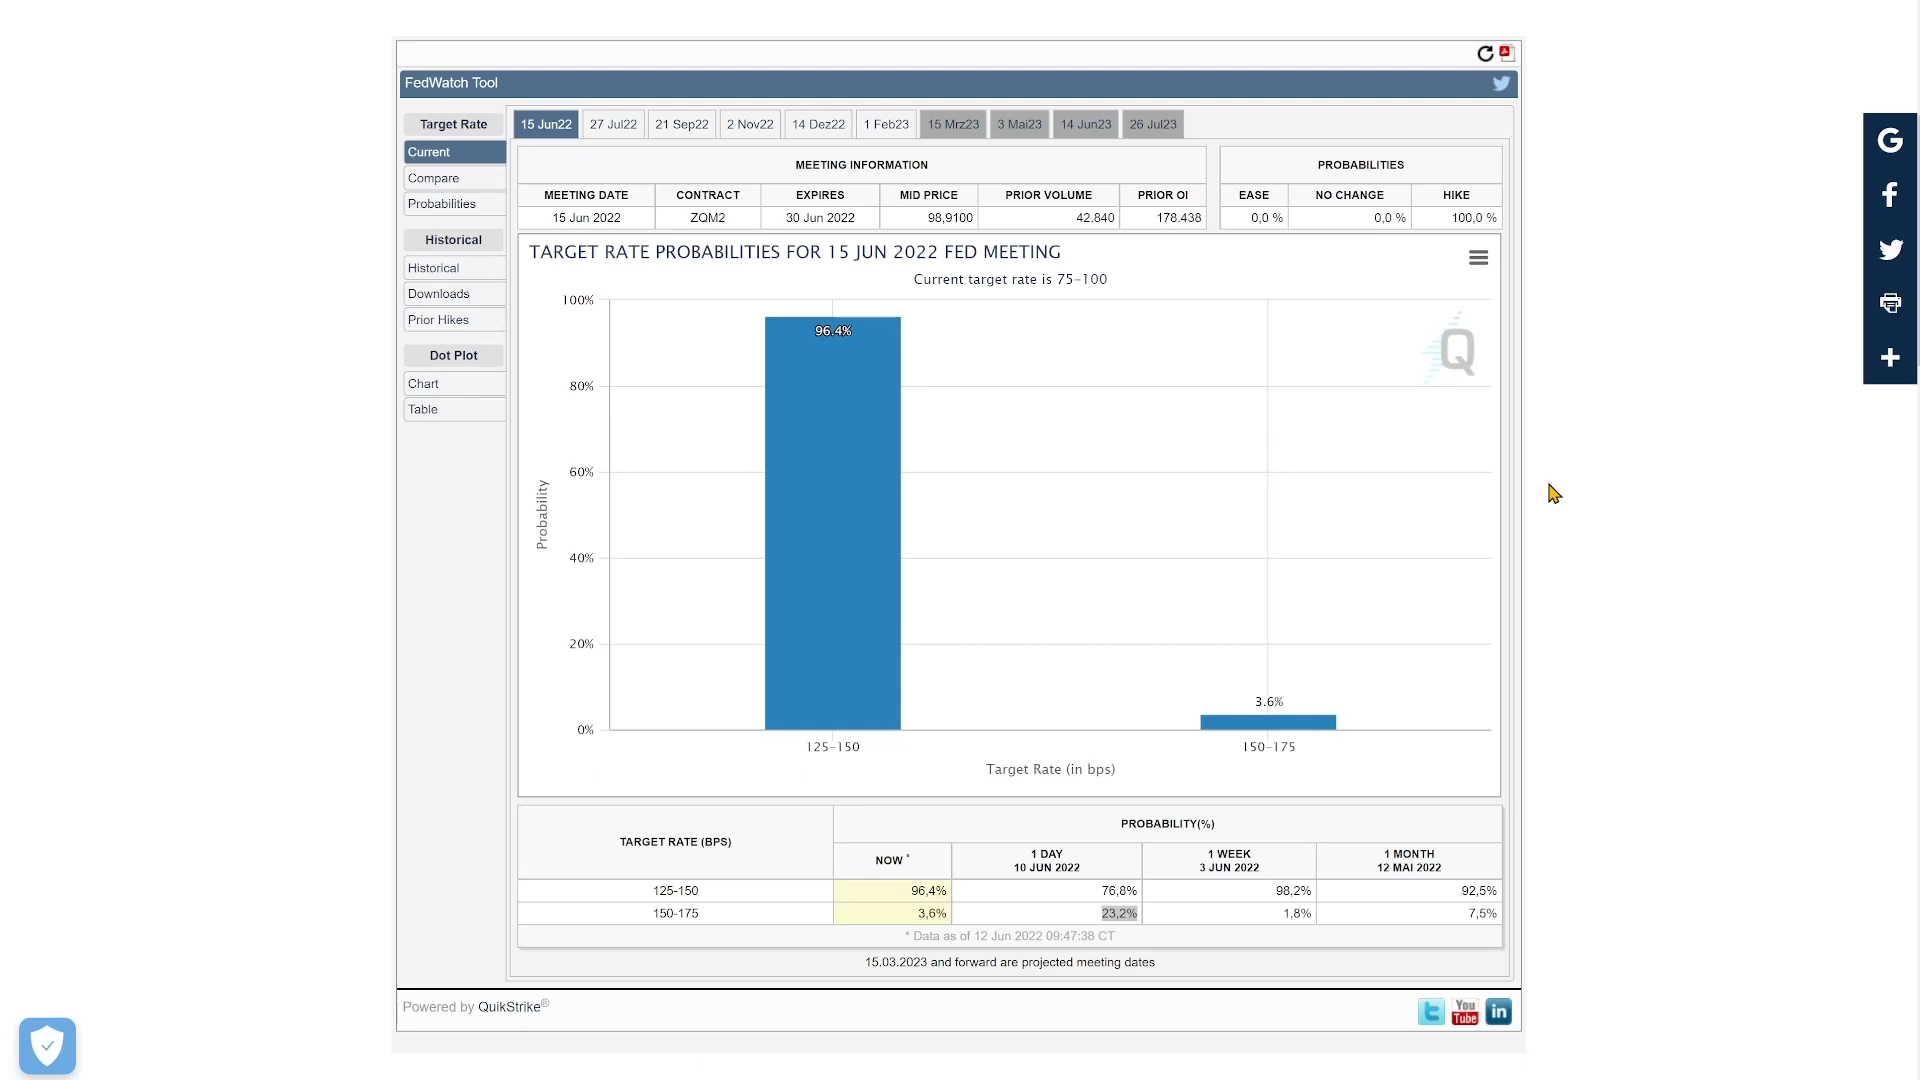 FedWatch Tool
Target Rate
Current
Compare
Probabilities
Historical
Historical
Downloads
Prior Hikes
Dot Plot
Chart
Table
15 Jun22 27 Jul22 21 Sep22 2 Nov22 14 Dez22 1 Feb23 15 Mrz23 3 Mai23 14 Jun23 26 Jul23
MEETING INFORMATION
MEETING DATE CONTRACT EXPIRES MID PRICE PRIOR VOLUME PRIOR OI
15 Jun 2022 ZQM2 30 Jun 2022 98,9100 42.840 178.438
PROBABILITIES
EASE NO CHANGE HIKE
0,0 % 0,0 % 100,0 %
TARGET RATE PROBABILITIES FOR 15 JUN 2022 FED MEETING
Current target rate is 75-100
Q
Probability
100%
80%
60%
40%
20%
0%
96.4%
3.6%
125-150 150-175
Target Rate (in bps)
TARGET RATE (BPS) PROBABILITY(%)
NOW * 1 DAY 10 JUN 2022 1 WEEK 3 JUN 2022 1 MONTH 12 MAI 2022
125-150 96,4% 76,8% 98,2% 92,5%
150-175 3,6% 23,2% 1,8% 7,5%
* Data as of 12 Jun 2022 09:47:38 CT
15.03.2023 and forward are projected meeting dates
Powered by QuikStrike®
You Tube
in